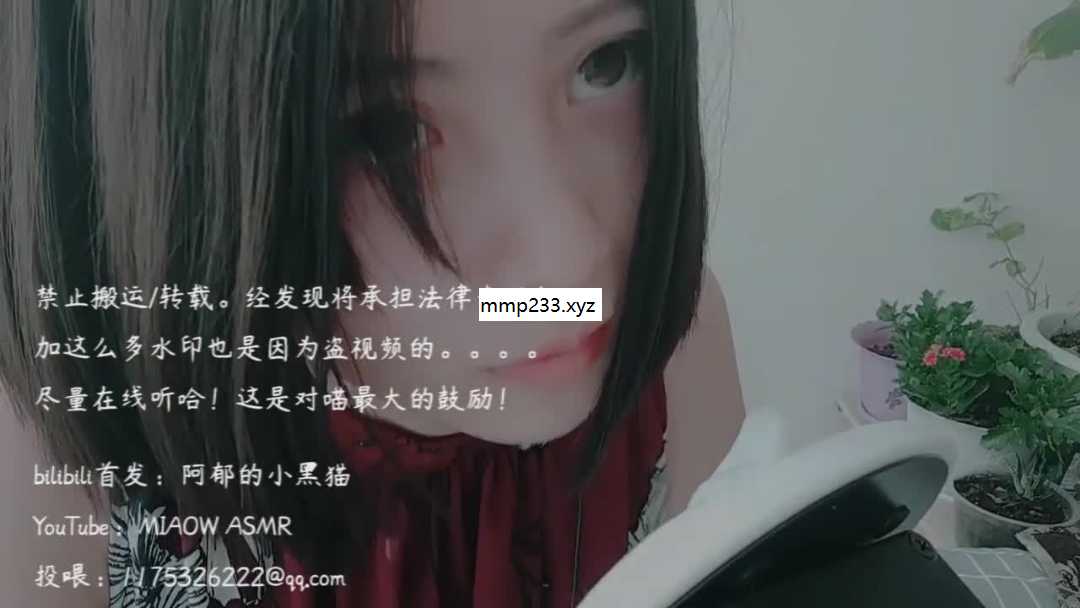 禁止搬运/转载。经发现将承担法律
mmp233.xyz
加这么多水印也是因为盗视频的。。。。
尽量在线听哈！这是对喵最大的鼓励！
bilibili首发：阿郁的小黑猫
YouTube：MIAOW ASMR
投喂：1175326222@qq.com